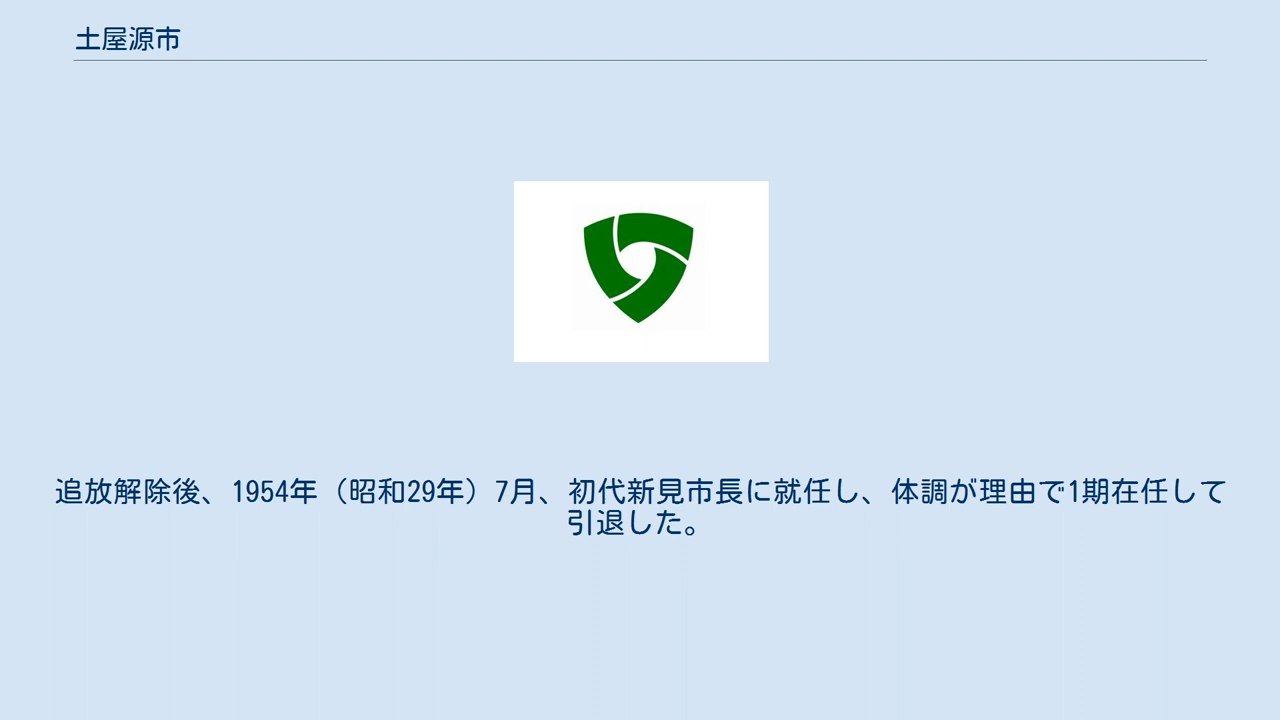 土屋源市
追放解除後、1954年（昭和29年）7月、初代新見市長に就任し、体調が理由で1期在任して
引退した。